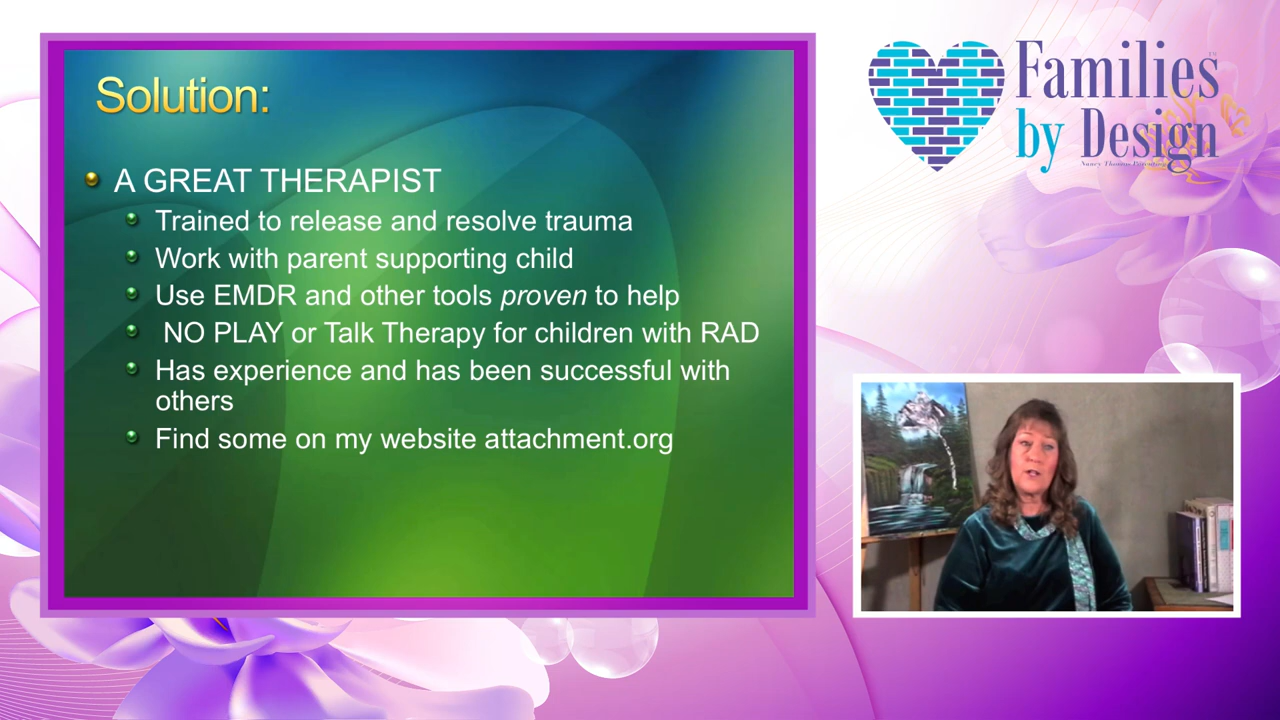 Solution:
A GREAT THERAPIST
Trained to release and resolve trauma
Work with parent supporting child
Use EMDR and other tools proven to help
NO PLAY or Talk Therapy for children with RAD
Has experience and has been successful with
others
Find some on my website attachment.org
Families
by Design